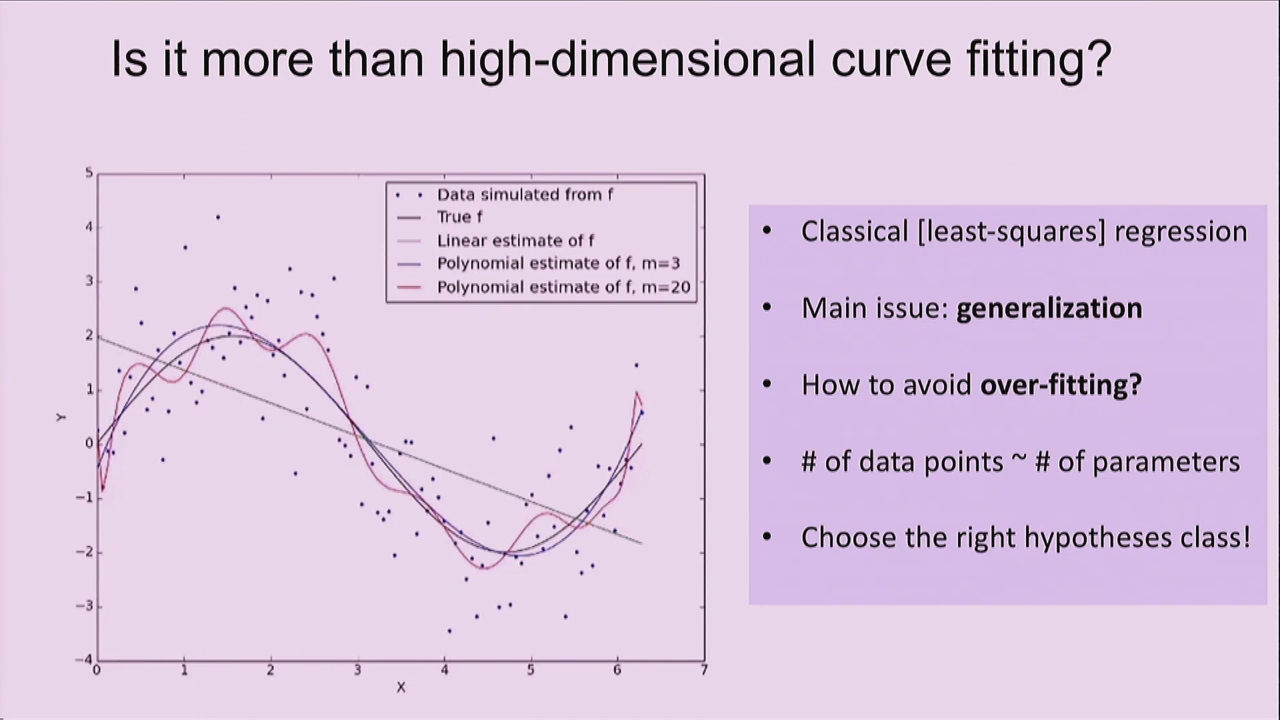 Is it more than high-dimensional curve fitting?
5
4
3
2
1
0
−1
−2
−3
−4
Y
0 1 2 3 4 5 6 7
X
Data simulated from f
True f
Linear estimate of f
Polynomial estimate of f, m=3
Polynomial estimate of f, m=20
• Classical [least-squares] regression
• Main issue: generalization
• How to avoid over-fitting?
• # of data points ~ # of parameters
• Choose the right hypotheses class!